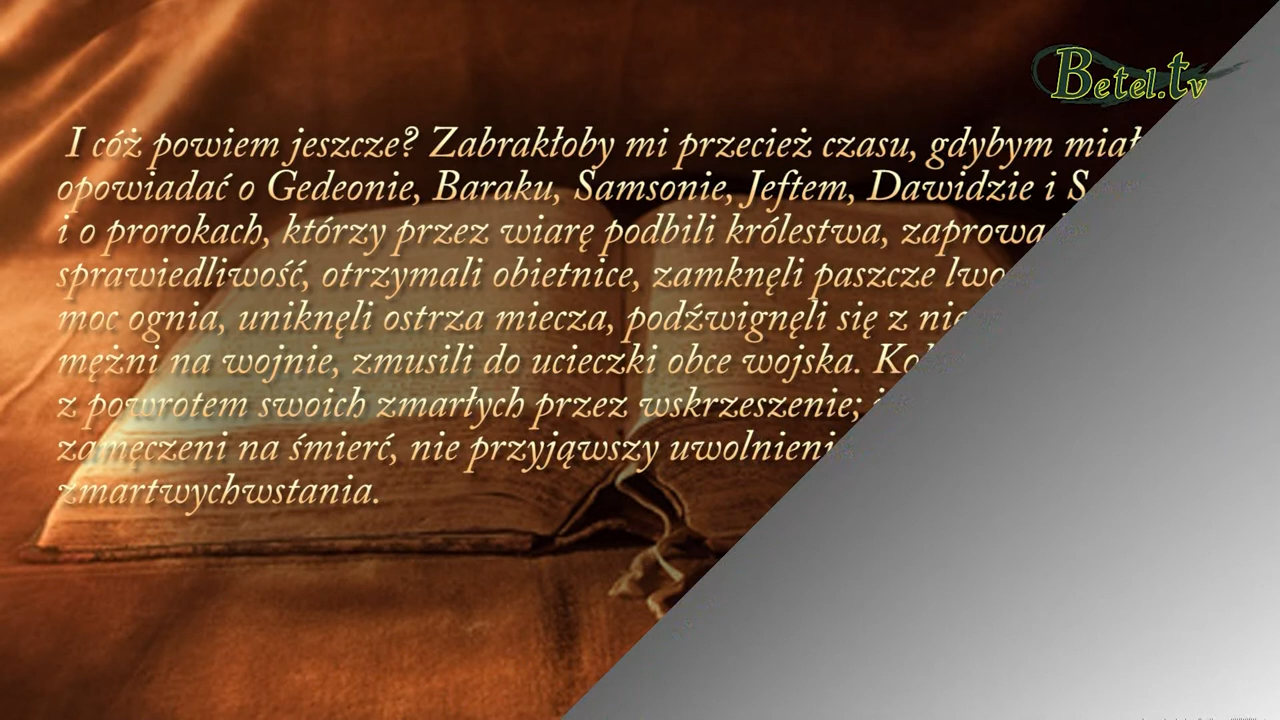 Betel.tv
I cóż powiem jeszcze? Zabrakłoby mi przecież czasu, gdybym miał
opowiadać o Gedeonie, Baraku, Samsonie, Jeftem, Dawidzie i
i o prorokach, którzy przez wiarę podbili królestwa,
sprawiedliwość, otrzymali obietnice, zamknęli paszcze
moc ognia, uniknęli ostrza miecza, podźwignęli się z
mężni na wojnie, zmusili do ucieczki obce wojska.
z powrotem swoich zmarłych przez wskrzeszenie;
zamęczeni na śmierć, nie przyjąwszy
zmartwychwstania.